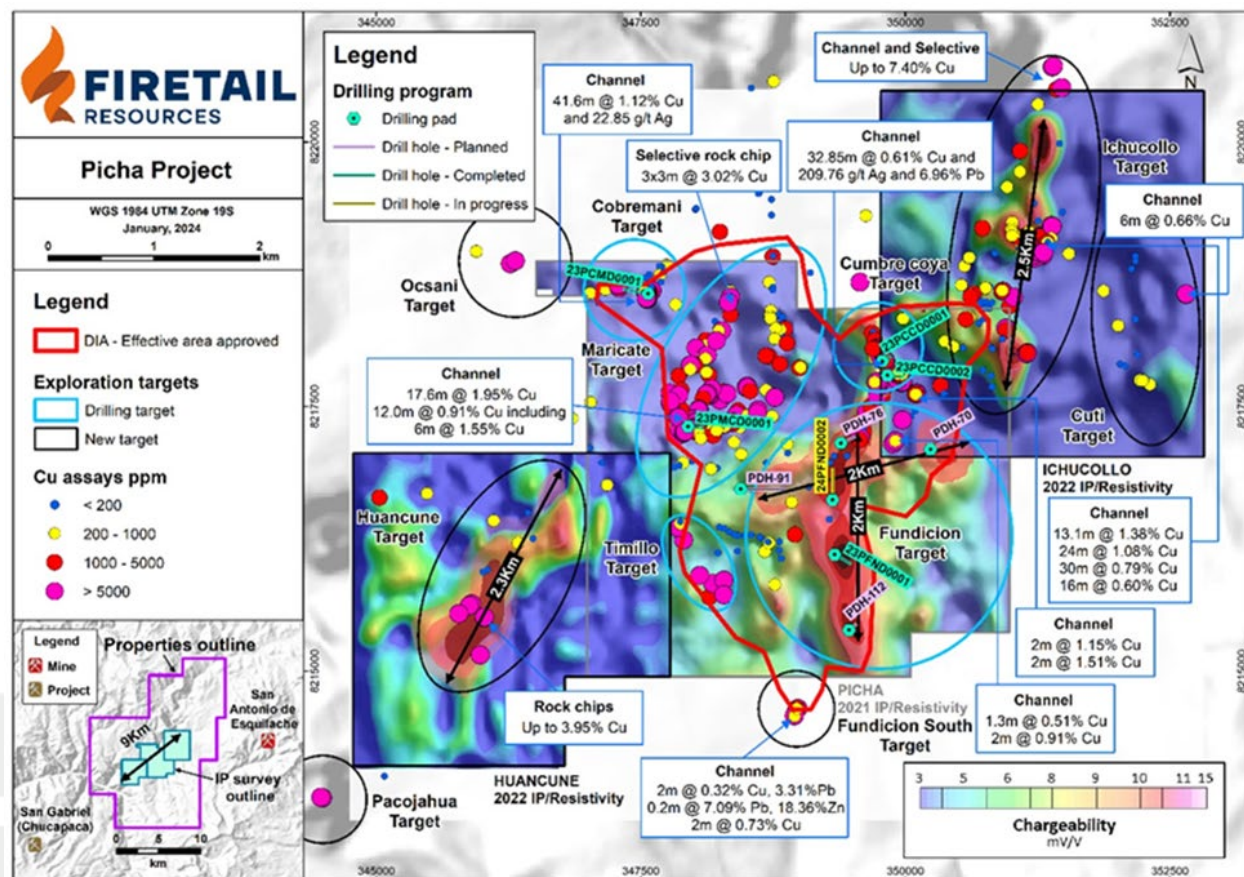 FIRETAIL
RESOURCES
Picha Project
WGS 1984 UTM Zone 19S
January, 2024
0 1 2
km
Legend
DIA - Effective area approved
Exploration targets
Drilling target
New target
Cu assays ppm
< 200
200 - 1000
1000 - 5000
> 5000
Legend
Mine
Project
Properties outline
San
Antonio de
Esquilache
9Km
IP survey
outline
San Gabriel
(Chucapaca)
0 5 10
km
345000
347500
350000
352500
8220000
8217500
8215000
Legend
Drilling program
Drilling pad
Drill hole - Planned
Drill hole - Completed
Drill hole - In progress
Channel
41.6m @ 1.12% Cu
and 22.85 g/t Ag
Selective rock chip
3x3m @ 3.02% Cu
Channel
32.85m @ 0.61% Cu and
209.76 g/t Ag and 6.96% Pb
Channel and Selective
Up to 7.40% Cu
N
8220000
Ichucollo
Target
Channel
6m @ 0.66% Cu
Cobremani
Target
Ocsani
Target
23PCMD0001
Cumbre coya
Target
2.5Km
Maricate
Target
23PCCD0001
23PCCD0002
Channel
17.6m @ 1.95% Cu
12.0m @ 0.91% Cu including
6m @ 1.55% Cu
23PMCD0001
8217500
Cuti
Target
PDH-76
PDH-70
24PFND0002
PDH-91
2Km
2Km
ICHUCOLLO
2022 IP/Resistivity
Huancune
Target
2.3Km
Timillo
Target
Fundicion
Target
23PFND0001
PDH-112
Channel
13.1m @ 1.38% Cu
24m @ 1.08% Cu
30m @ 0.79% Cu
16m @ 0.60% Cu
Channel
2m @ 1.15% Cu
2m @ 1.51% Cu
8215000
Rock chips
Up to 3.95% Cu
PICHA
2021 IP/Resistivity
Fundicion South
Target
Channel
1.3m @ 0.51% Cu
2m @ 0.91% Cu
HUANCUNE
2022 IP/Resistivity
Pacojahua
Target
Channel
2m @ 0.32% Cu, 3.31%Pb
0.2m @ 7.09% Pb, 18.36%Zn
2m @ 0.73% Cu
3 5 6 8 9 10 11 15
Chargeability
mV/V
345000
347500
350000
352500